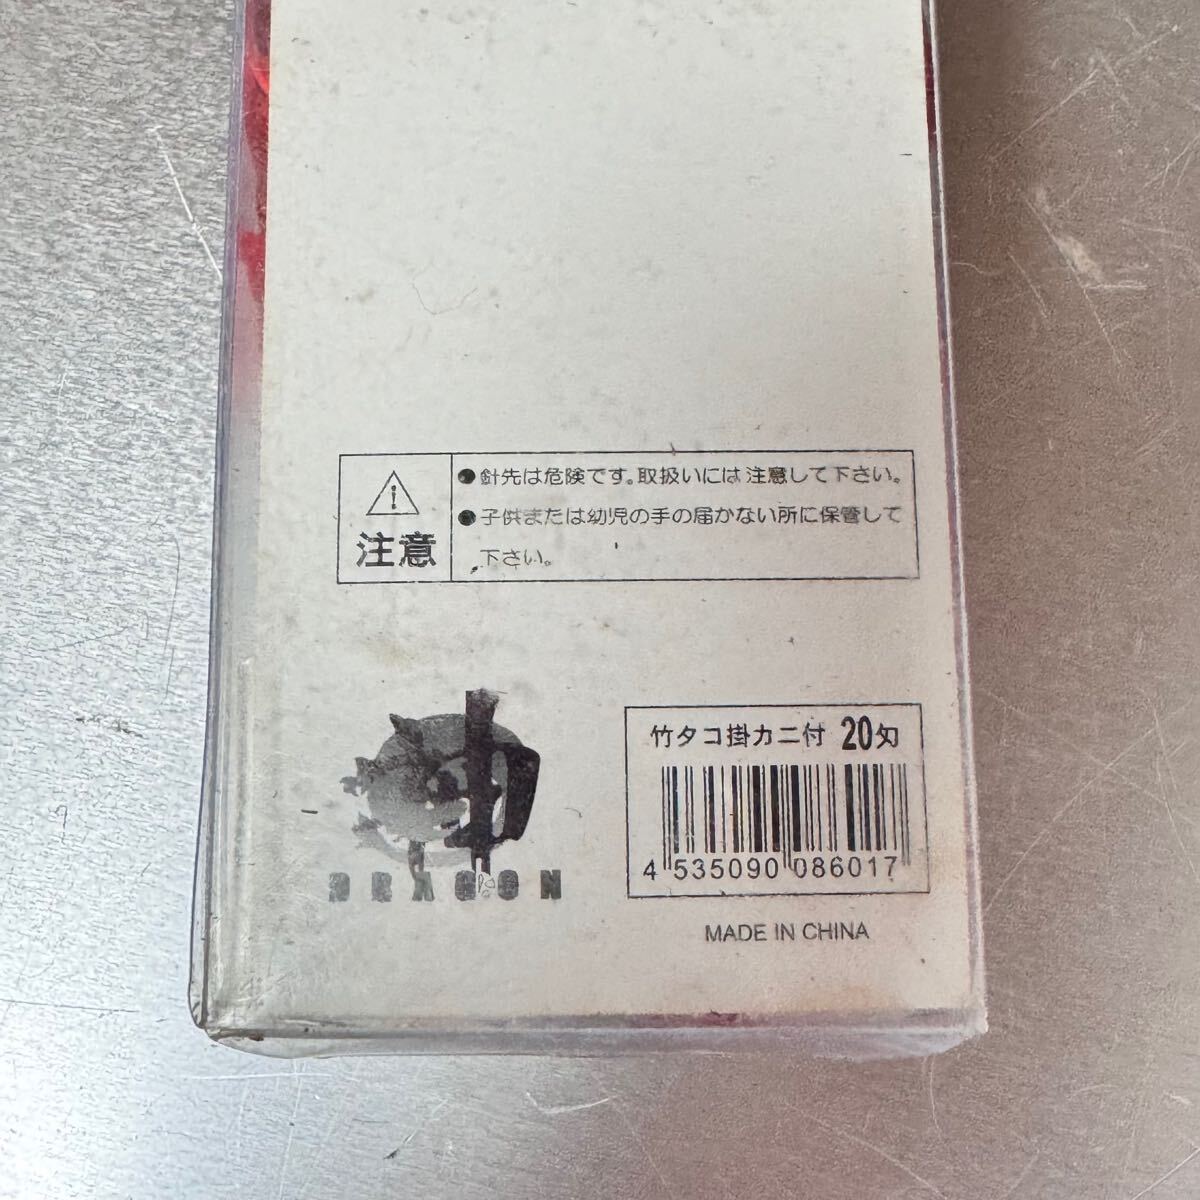 注意
●針先は危険です。取扱いには注意して下さい。
●子供または幼児の手の届かない所に保管して
下さい。
DRAGON
竹タコ掛カニ付 20匁
4 535090 086017
MADE IN CHINA